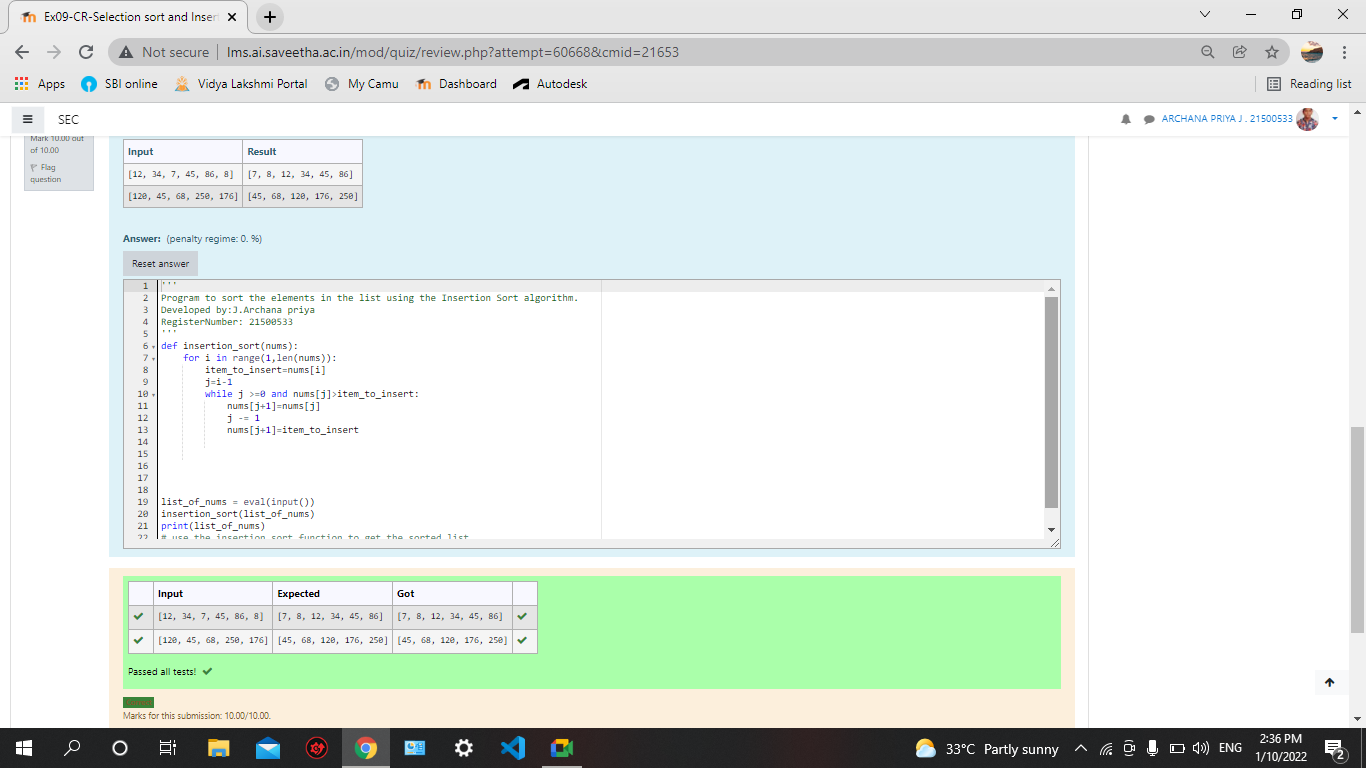 Ex09-CR-Selection sort and Inser
Not secure
lms.ai.saveetha.ac.in/mod/quiz/review.php?attempt=60668&cmid=21653
Apps
SBI online
Vidya Lakshmi Portal
My Camu
Dashboard
Autodesk
Reading list
SEC
ARCHANA PRIYA J . 21500533
Mark 10.00 out
of 10.00
Flag
question
Input Result
[12, 34, 7, 45, 86, 8] [7, 8, 12, 34, 45, 86]
[120, 45, 68, 250, 176] [45, 68, 120, 176, 250]
Answer: (penalty regime: 0. %)
Reset answer
1 '''
2 Program to sort the elements in the list using the Insertion Sort algorithm.
3 Developed by:J.Archana priya
4 RegisterNumber: 21500533
5 '''
6 def insertion_sort(nums):
7 for i in range(1,len(nums)):
8 item_to_insert=nums[i]
9 j=i-1
10 while j >=0 and nums[j]>item_to_insert:
11 nums[j+1]=nums[j]
12 j -= 1
13 nums[j+1]=item_to_insert
14
15
16
17
18
19 list_of_nums = eval(input())
20 insertion_sort(list_of_nums)
21 print(list_of_nums)
22 # use the insertion sort function to get the sorted list
Input Expected Got
[12, 34, 7, 45, 86, 8] [7, 8, 12, 34, 45, 86] [7, 8, 12, 34, 45, 86]
[120, 45, 68, 250, 176] [45, 68, 120, 176, 250] [45, 68, 120, 176, 250]
Passed all tests!
Marks for this submission: 10.00/10.00.
33°C Partly sunny
ENG
2:36 PM
1/10/2022
2